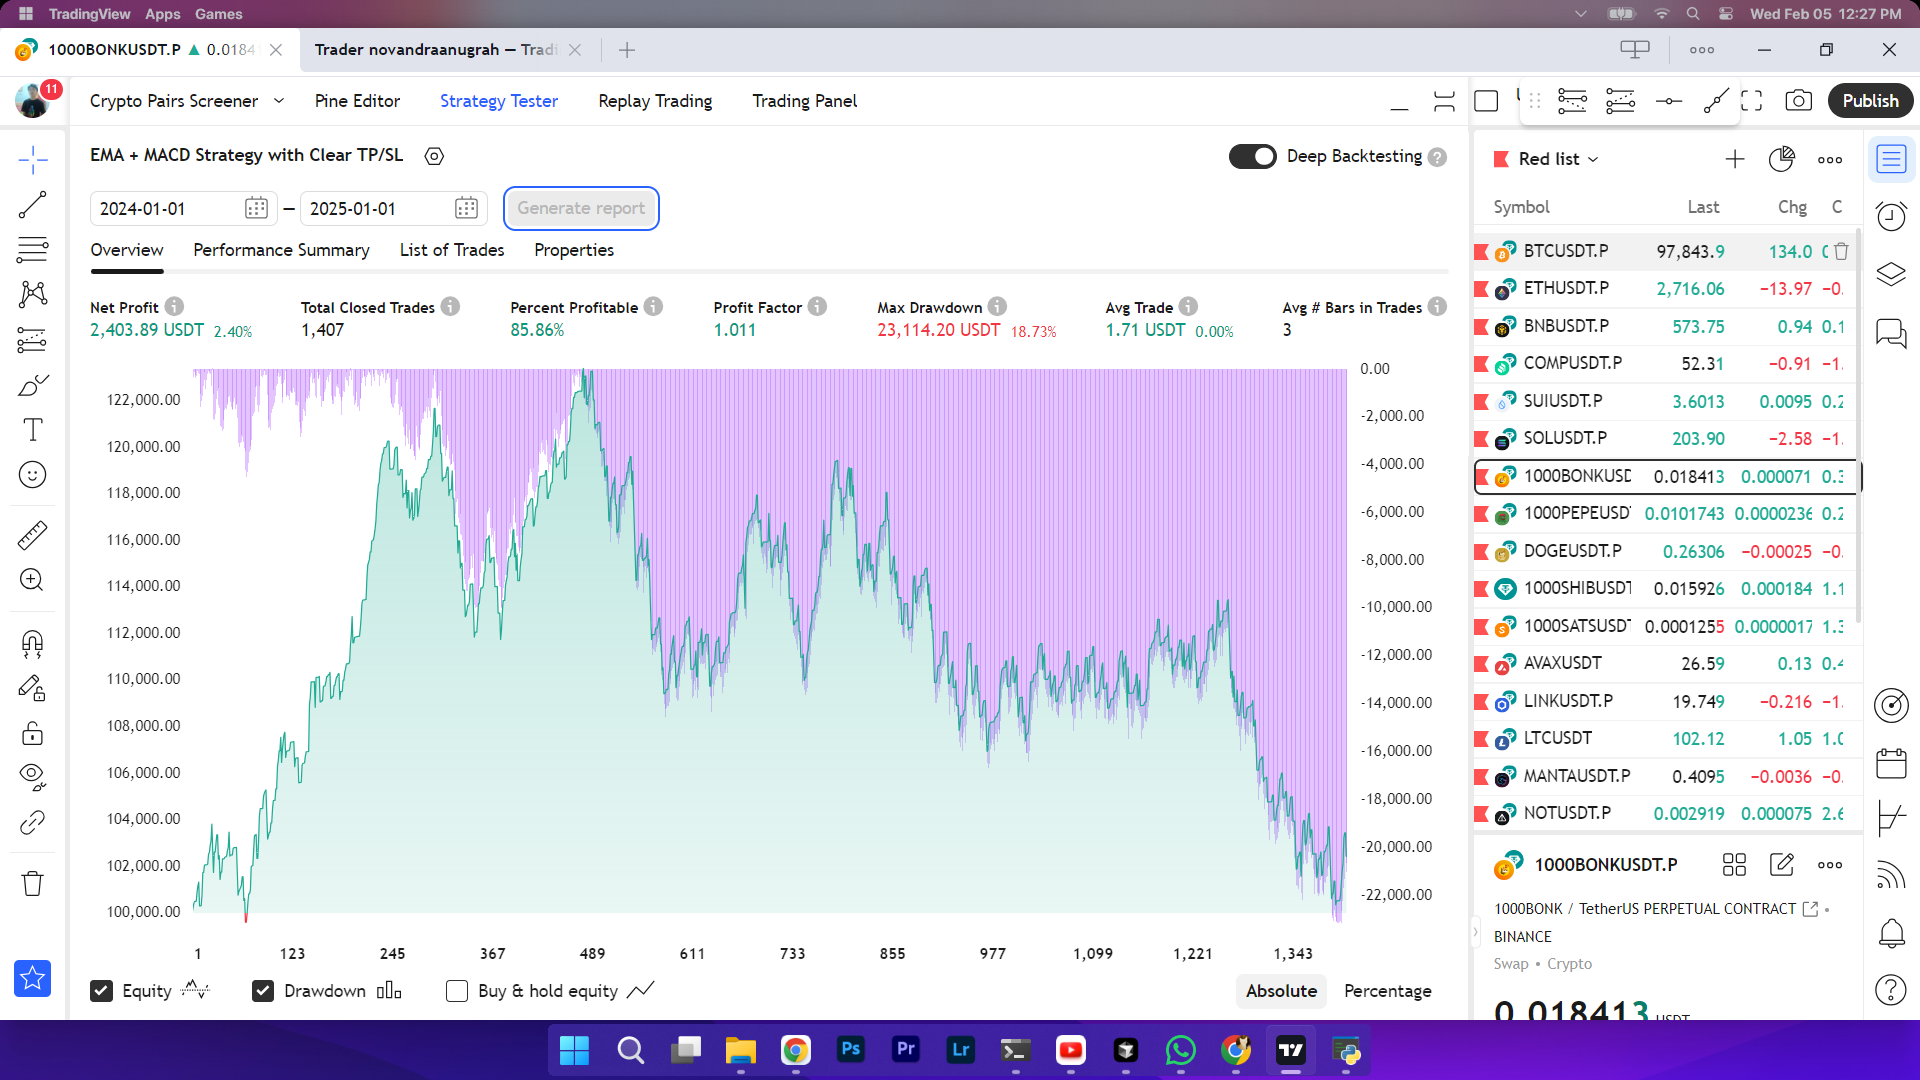 TradingView Apps Games
Wed Feb 05 12:27 PM
1000BONKUSDT.P ▲ 0.0184
Trader novandraanugrah — Tradi
11
Crypto Pairs Screener
Pine Editor
Strategy Tester
Replay Trading
Trading Panel
Publish
EMA + MACD Strategy with Clear TP/SL
Deep Backtesting
2024-01-01 — 2025-01-01
Generate report
Overview
Performance Summary
List of Trades
Properties
Net Profit
2,403.89 USDT 2.40%
Total Closed Trades
1,407
Percent Profitable
85.86%
Profit Factor
1.011
Max Drawdown
23,114.20 USDT 18.73%
Avg Trade
1.71 USDT 0.00%
Avg # Bars in Trades
3
122,000.00
120,000.00
118,000.00
116,000.00
114,000.00
112,000.00
110,000.00
108,000.00
106,000.00
104,000.00
102,000.00
100,000.00
0.00
-2,000.00
-4,000.00
-6,000.00
-8,000.00
-10,000.00
-12,000.00
-14,000.00
-16,000.00
-18,000.00
-20,000.00
-22,000.00
1 123 245 367 489 611 733 855 977 1,099 1,221 1,343
Equity
Drawdown
Buy & hold equity
Absolute
Percentage
Red list
Symbol Last Chg C
BTCUSDT.P 97,843.9 134.0 0
ETHUSDT.P 2,716.06 −13.97 −0.
BNBUSDT.P 573.75 0.94 0.1
COMPUSDT.P 52.31 −0.91 −1.
SUIUSDT.P 3.6013 0.0095 0.2
SOLUSDT.P 203.90 −2.58 −1.
1000BONKUSD 0.018413 0.000071 0.3
1000PEPEUSD 0.0101743 0.0000236 0.2
DOGEUSDT.P 0.26306 −0.00025 −0.
1000SHIBUSDT 0.015926 0.000184 1.1
1000SATSUSDT 0.0001255 0.0000017 1.3
AVAXUSDT 26.59 0.13 0.4
LINKUSDT.P 19.749 −0.216 −1.
LTCUSDT 102.12 1.05 1.0
MANTAUSDT.P 0.4095 −0.0036 −0.
NOTUSDT.P 0.002919 0.000075 2.6
1000BONKUSDT.P
1000BONK / TetherUS PERPETUAL CONTRACT •
BINANCE
Swap • Crypto
0.018413 USDT
Ps Pr Lr